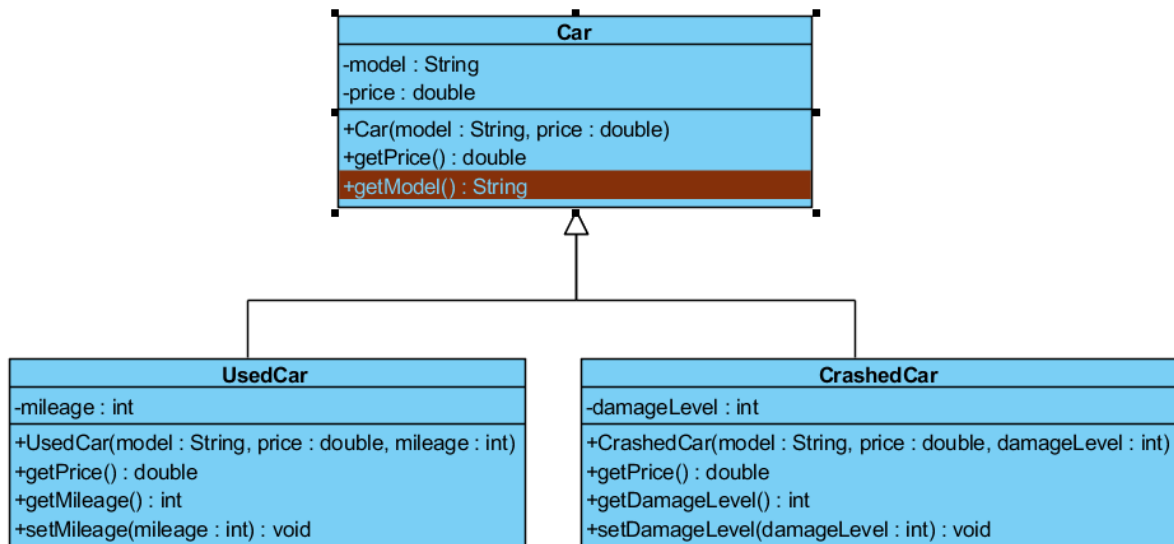 Car
-model : String
-price : double
+Car(model : String, price : double)
+getPrice() : double
+getModel() : String
UsedCar
-mileage : int
+UsedCar(model : String, price : double, mileage : int)
+getPrice() : double
+getMileage() : int
+setMileage(mileage : int) : void
CrashedCar
-damageLevel : int
+CrashedCar(model : String, price : double, damageLevel : int)
+getPrice() : double
+getDamageLevel() : int
+setDamageLevel(damageLevel : int) : void